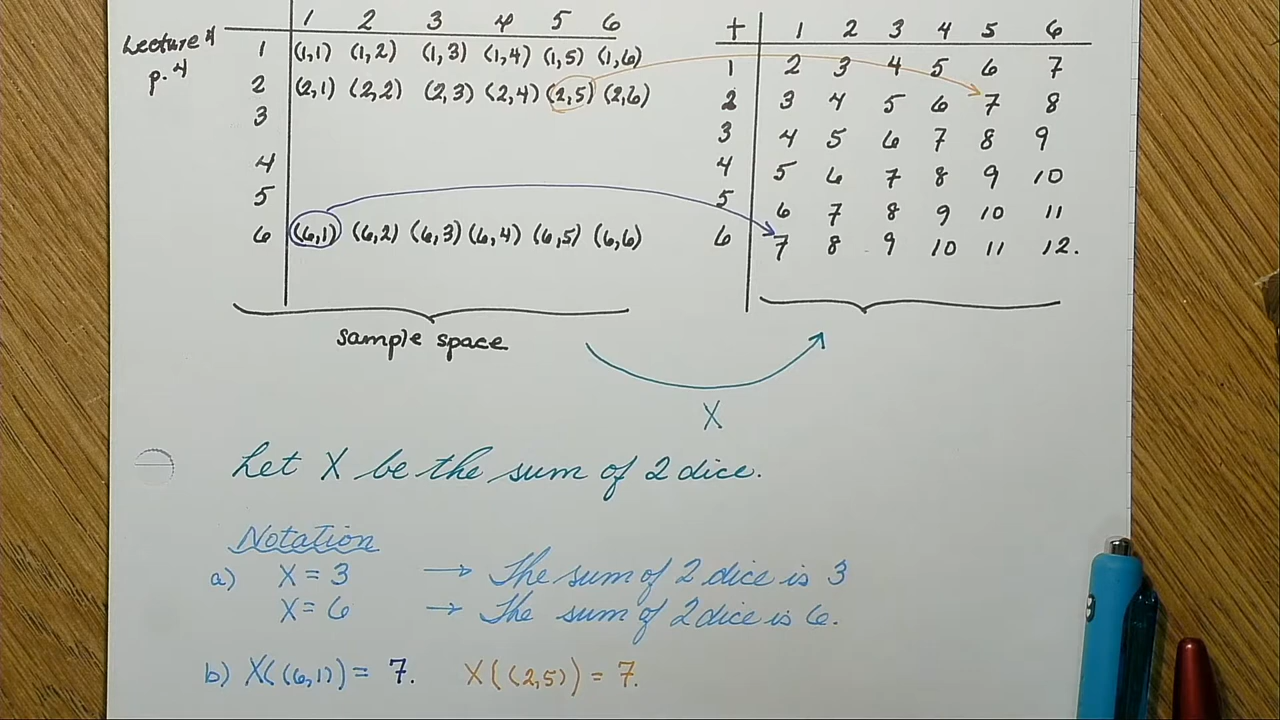 Lecture 4
p. 4
1 2 3 4 5 6
1 (1,1) (1,2) (1,3) (1,4) (1,5) (1,6)
2 (2,1) (2,2) (2,3) (2,4) (2,5) (2,6)
3
4
5
6 (6,1) (6,2) (6,3) (6,4) (6,5) (6,6)
sample space
+ 1 2 3 4 5 6
1 2 3 4 5 6 7
2 3 4 5 6 7 8
3 4 5 6 7 8 9
4 5 6 7 8 9 10
5 6 7 8 9 10 11
6 7 8 9 10 11 12.
X
Let X be the sum of 2 dice.
Notation
a) X = 3 → The sum of 2 dice is 3
X = 6 → The sum of 2 dice is 6.
b) X((6,1)) = 7. X((2,5)) = 7.